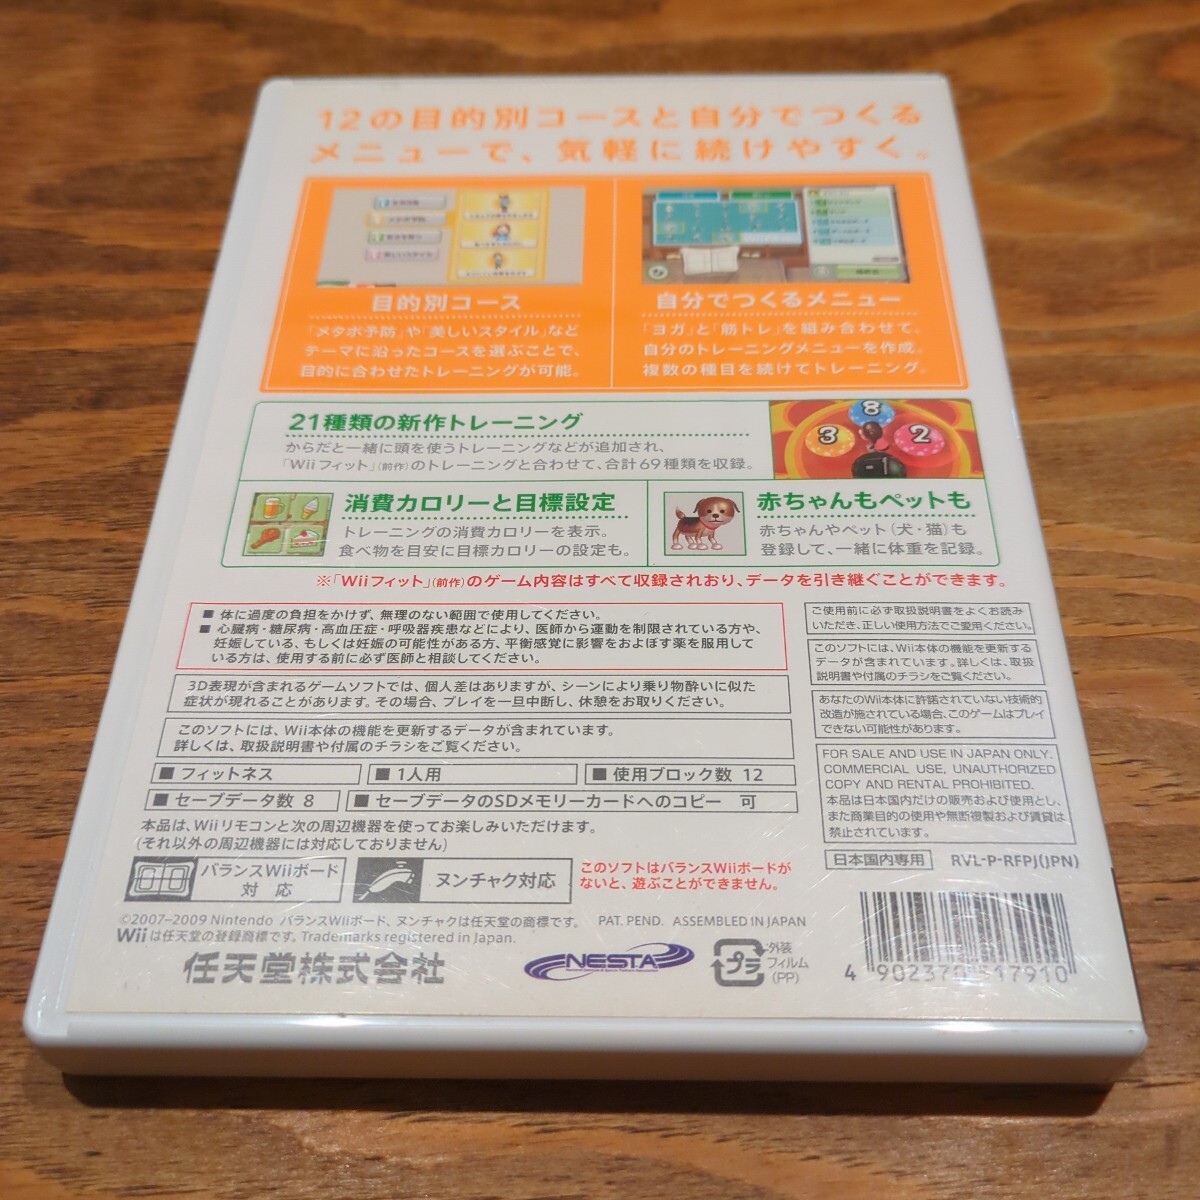 12の目的別コースと自分でつくる
メニューで、気軽に続けやすく。
目的別コース
「メタボ予防」や「美しいスタイル」など
テーマに沿ったコースを選ぶことで、
目的に合わせたトレーニングが可能。
自分でつくるメニュー
「ヨガ」と「筋トレ」を組み合わせて。
自分のトレーニングメニューを作成。
複数の種目を続けてトレーニング。
21種類の新作トレーニング
からだと一緒に頭を使うトレーニングなどが追加され、
「Wiiフィット」(前作)のトレーニングと合わせて、合計69種類を収録。
8
3
2
-1
消費カロリーと目標設定
トレーニングの消費カロリーを表示。
食べ物を目安に目標カロリーの設定も。
赤ちゃんもペットも
赤ちゃんやペット(犬・猫)も
登録して、一緒に体重を記録。
※「Wiiフィット」(前作)のゲーム内容はすべて収録されおり、データを引き継ぐことができます。
■ 体に過度の負担をかけず、無理のない範囲で使用してください。
■ 心臓病・糖尿病・高血圧症・呼吸器疾患などにより、医師から運動を制限されている方や、
妊娠している、もしくは妊娠の可能性がある方、平衡感覚に影響をおよぼす薬を服用して
いる方は、使用する前に必ず医師と相談してください。
3D表現が含まれるゲームソフトでは、個人差はありますが、シーンにより乗り物酔いに似た
症状が現れることがあります。その場合、プレイを一旦中断し、休憩をお取りください。
このソフトには、Wii本体の機能を更新するデータが含まれています。
詳しくは、取扱説明書や付属のチラシをご覧ください。
■ フィットネス
■ 1人用
■ 使用ブロック数 12
■ セーブデータ数 8
■ セーブデータのSDメモリーカードへのコピー 可
本品は、Wiiリモコンと次の周辺機器を使ってお楽しみいただけます。
(それ以外の周辺機器には対応しておりません)
バランスWiiボード
対 応
ヌンチャク対応
このソフトはバランスWiiボードが
ないと、遊ぶことができません。
ご使用前に必ず取扱説明書をよくお読み
いただき、正しい使用方法でご愛用ください。
このソフトには、Wii本体の機能を更新する
データが含まれています。詳しくは、取扱
説明書や付属のチラシをご覧ください。
あなたのWii本体に許諾されていない技術的
改造が施されている場合、このゲームはプレイ
できない可能性があります。
FOR SALE AND USE IN JAPAN ONLY.
COMMERCIAL USE, UNAUTHORIZED
COPY AND RENTAL PROHIBITED.
本品は日本国内だけの販売および使用とし、
また商業目的の使用や無断複製および賃貸は
禁止されています。
日本国内専用
RVL-P-RFPJ(JPN)
©2007-2009 Nintendo バランスWiiボード、ヌンチャクは任天堂の商標です。 PAT. PEND. ASSEMBLED IN JAPAN
Wiiは任天堂の登録商標です。Trademarks registered in Japan.
任天堂株式会社
NESTA
プラ
外装
フィルム
(PP)
4 902370 517910